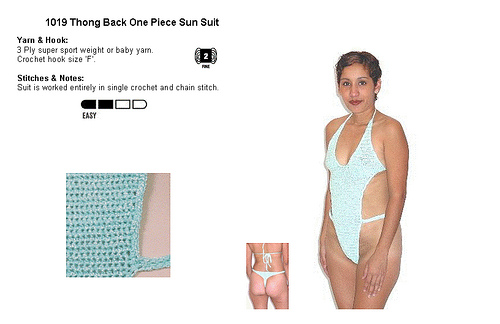 1019 Thong Back One Piece Sun Suit
Yarn & Hook:
3 Ply super sport weight or baby yarn.
Crochet hook size 'F'.
2
FINE
Stitches & Notes:
Suit is worked entirely in single crochet and chain stitch.
EASY